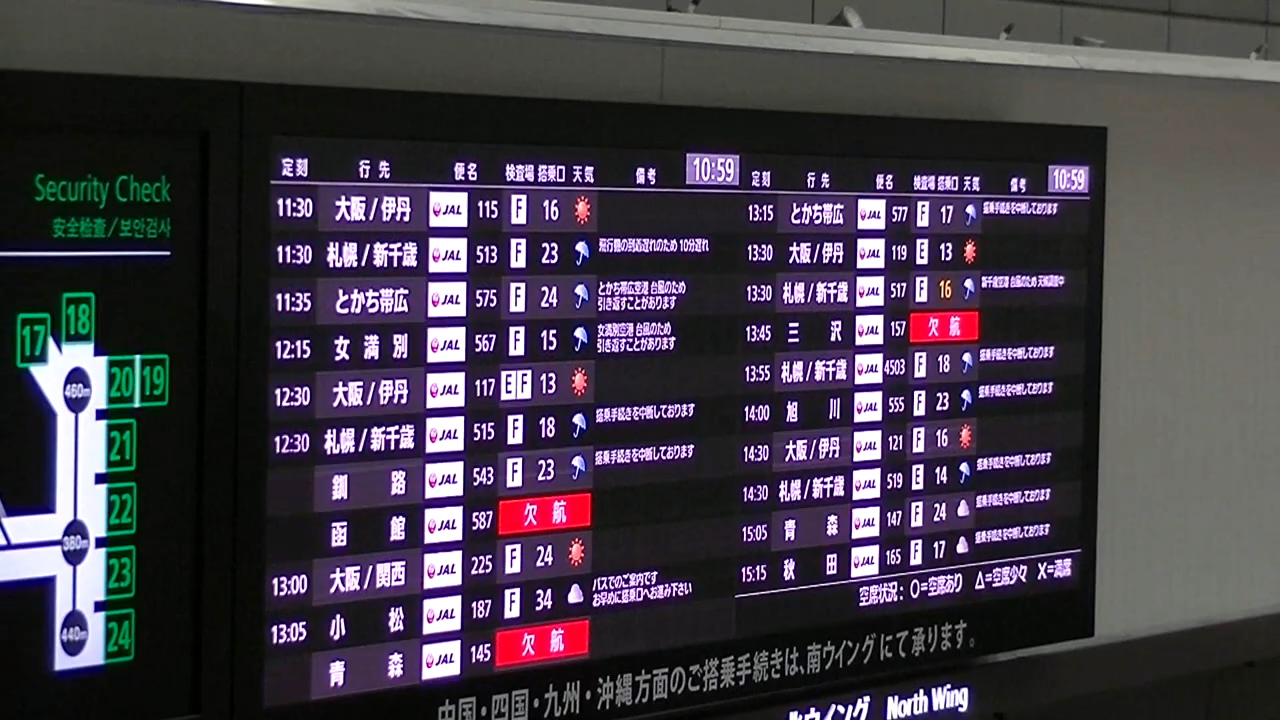 Security Check
安全検査/보안검사
17
18
20
19
21
22
23
24
460m
380m
440m
定刻 行先 便名 検査場 搭乗口 天気 備考 10:59
11:30 大阪/伊丹 JAL 115 F 16
11:30 札幌/新千歳 JAL 513 F 23 飛行機の到着遅れのため 10分遅れ
11:35 とかち帯広 JAL 575 F 24 とかち帯広空港 台風のため
引き返すことがあります
12:15 女満別 JAL 567 F 15 女満別空港 台風のため
引き返すことがあります
12:30 大阪/伊丹 JAL 117 E F 13
12:30 札幌/新千歳 JAL 515 F 18 搭乗手続きを中断しております
釧路 JAL 543 F 23 搭乗手続きを中断しております
函館 JAL 587 欠航
13:00 大阪/関西 JAL 225 F 24
13:05 小松 JAL 187 F 34 バスでのご案内です
お早めに搭乗口へお進み下さい
青森 JAL 145 欠航
定刻 行先 便名 検査場 搭乗口 天気 備考 10:59
13:15 とかち帯広 JAL 577 F 17 搭乗手続きを中断しております
13:30 大阪/伊丹 JAL 119 E 13
13:30 札幌/新千歳 JAL 517 F 16 新千歳空港 台風のため 天候調査中
13:45 三沢 JAL 157 欠航
13:55 札幌/新千歳 JAL 4503 F 18 搭乗手続きを中断しております
14:00 旭川 JAL 555 F 23 搭乗手続きを中断しております
14:30 大阪/伊丹 JAL 121 F 16
14:30 札幌/新千歳 JAL 519 E 14 搭乗手続きを中断しております
15:05 青森 JAL 147 F 24 搭乗手続きを中断しております
15:15 秋田 JAL 165 F 17 搭乗手続きを中断しております
空席状況:○=空席あり △=空席少々 X=満席
中国・四国・九州・沖縄方面のご搭乗手続きは、南ウイングにて承ります。
北ウイング North Wing